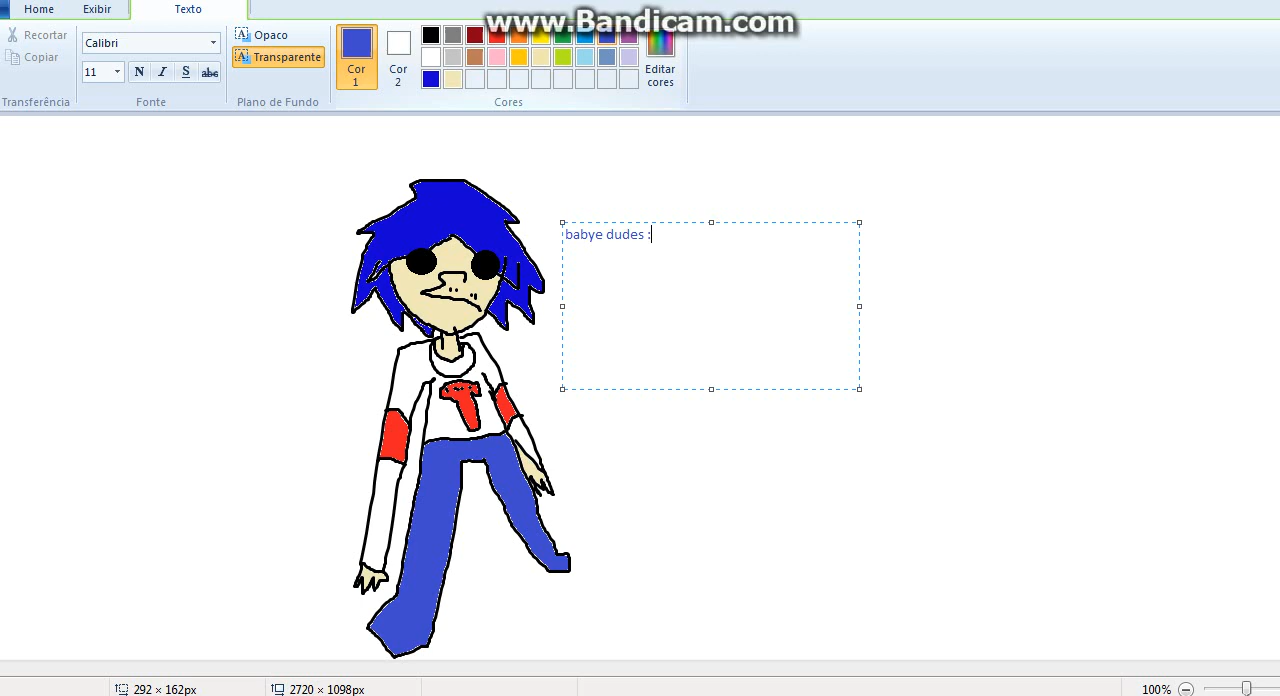 www.Bandicam.com
Home Exibir Texto
Recortar
Copiar
Transferência
Calibri
11 N I S abc
Fonte
Opaco
Transparente
Plano de Fundo
Cor 1
Cor 2
Editar cores
Cores
babye dudes :
292 × 162px
2720 × 1098px
100%